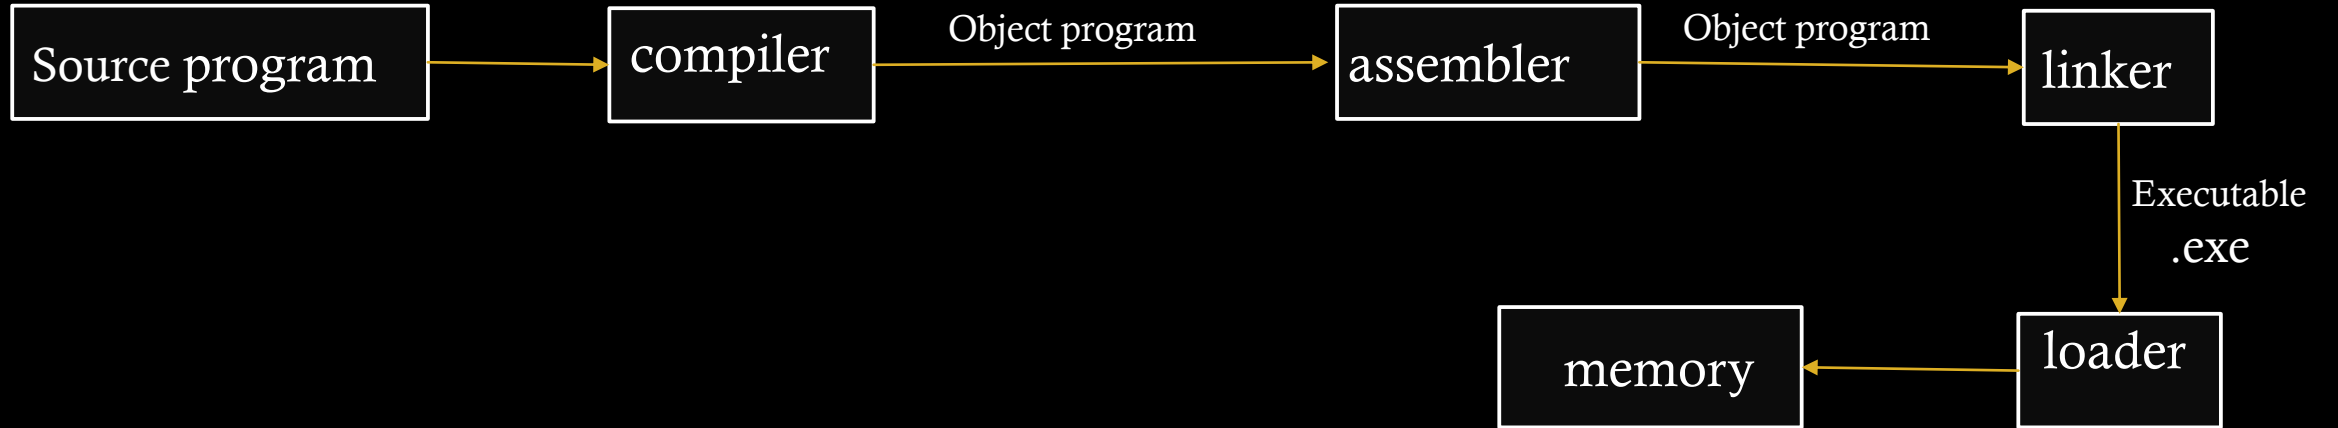 Source program
compiler
Object program
assembler
Object program
linker
Executable
.exe
loader
memory